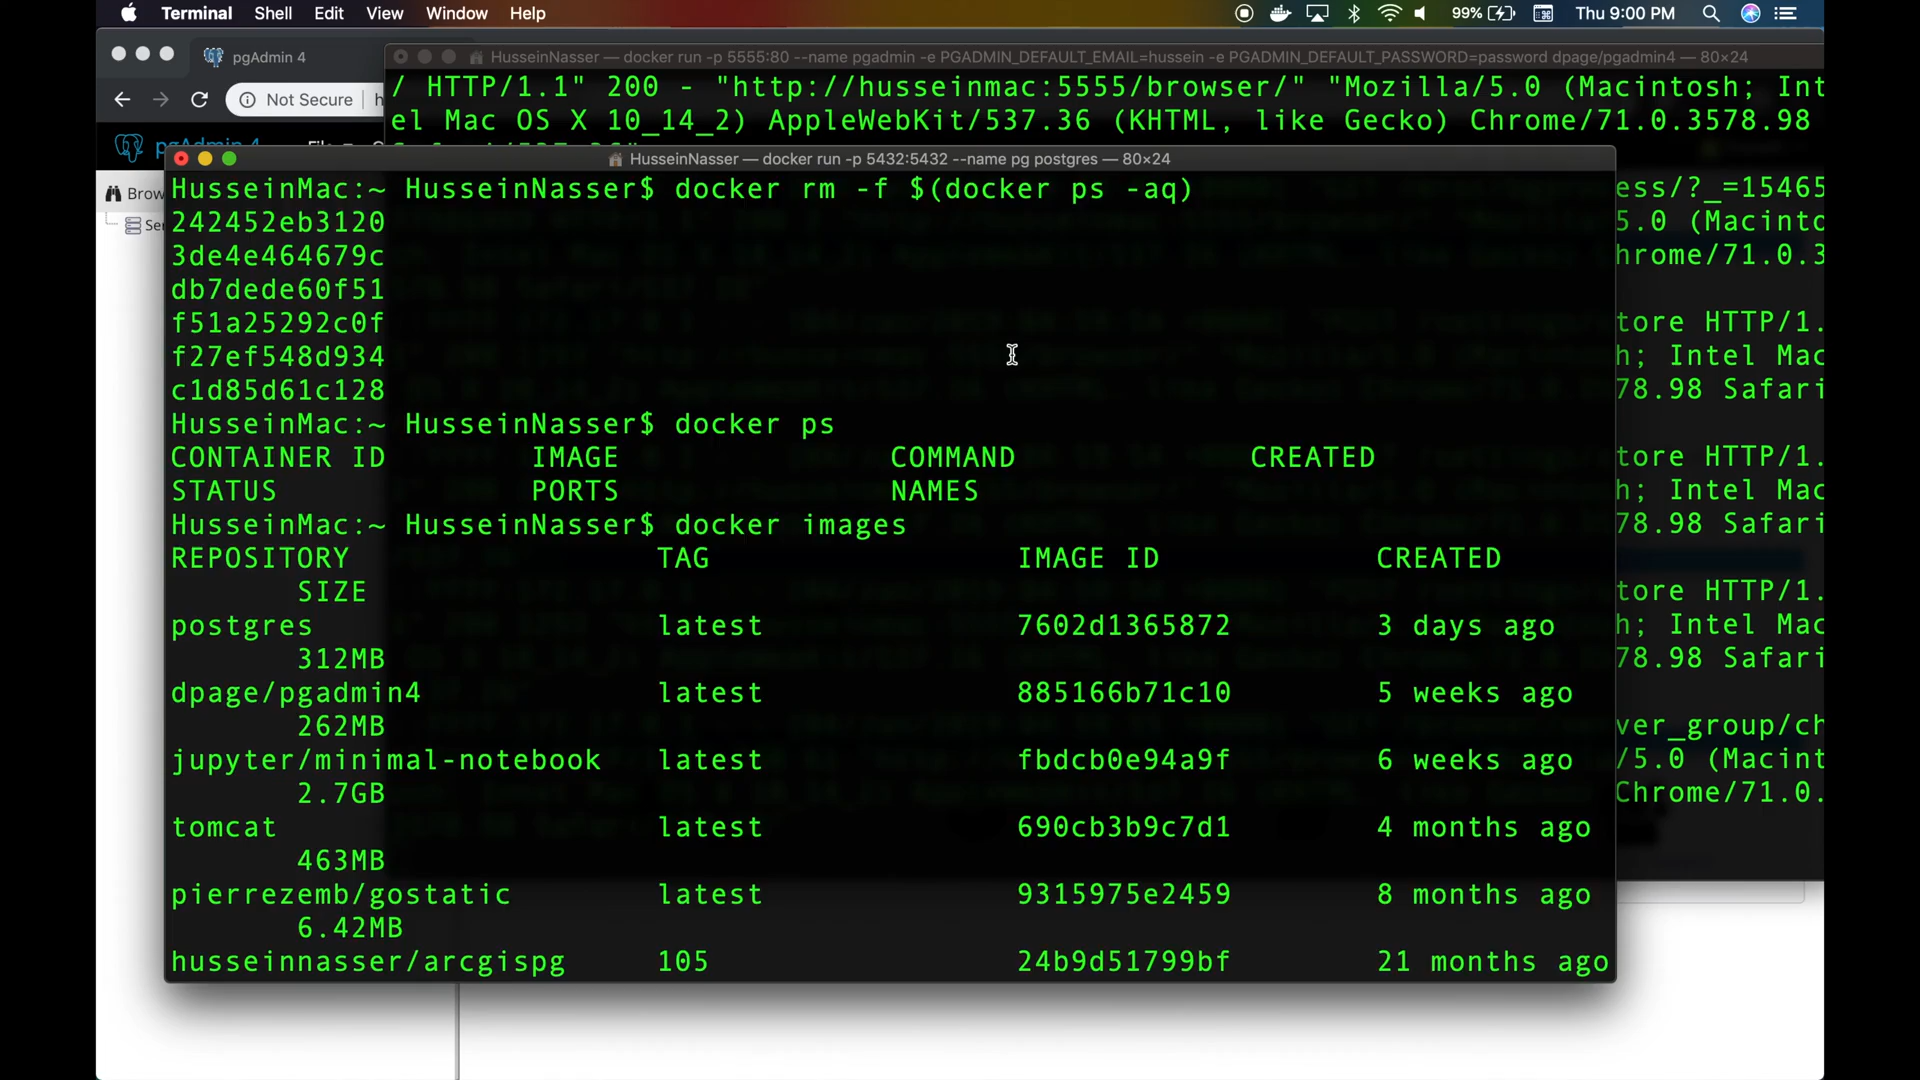 Terminal Shell Edit View Window Help 99% Thu 9:00 PM
pgAdmin 4
HusseinNasser — docker run -p 5555:80 --name pgadmin -e PGADMIN_DEFAULT_EMAIL=hussein -e PGADMIN_DEFAULT_PASSWORD=password dpage/pgadmin4 — 80×24
Not Secure
/ HTTP/1.1" 200 - "http://husseinmac:5555/browser/" "Mozilla/5.0 (Macintosh; Int
el Mac OS X 10_14_2) AppleWebKit/537.36 (KHTML, like Gecko) Chrome/71.0.3578.98
pgAdmin 4
HusseinNasser — docker run -p 5432:5432 --name pg postgres — 80×24
Brow
Se
HusseinMac:~ HusseinNasser$ docker rm -f $(docker ps -aq)
242452eb3120
3de4e464679c
db7dede60f51
f51a25292c0f
f27ef548d934
c1d85d61c128
HusseinMac:~ HusseinNasser$ docker ps
CONTAINER ID IMAGE COMMAND CREATED
STATUS PORTS NAMES
HusseinMac:~ HusseinNasser$ docker images
REPOSITORY TAG IMAGE ID CREATED
SIZE
postgres latest 7602d1365872 3 days ago
312MB
dpage/pgadmin4 latest 885166b71c10 5 weeks ago
262MB
jupyter/minimal-notebook latest fbdcb0e94a9f 6 weeks ago
2.7GB
tomcat latest 690cb3b9c7d1 4 months ago
463MB
pierrezemb/gostatic latest 9315975e2459 8 months ago
6.42MB
husseinnasser/arcgispg 105 24b9d51799bf 21 months ago
ess/?_=15465
5.0 (Macinto
hrome/71.0.3
tore HTTP/1.
h; Intel Mac
78.98 Safari
tore HTTP/1.
h; Intel Mac
78.98 Safari
tore HTTP/1.
h; Intel Mac
78.98 Safari
ver_group/ch
/5.0 (Macint
Chrome/71.0.